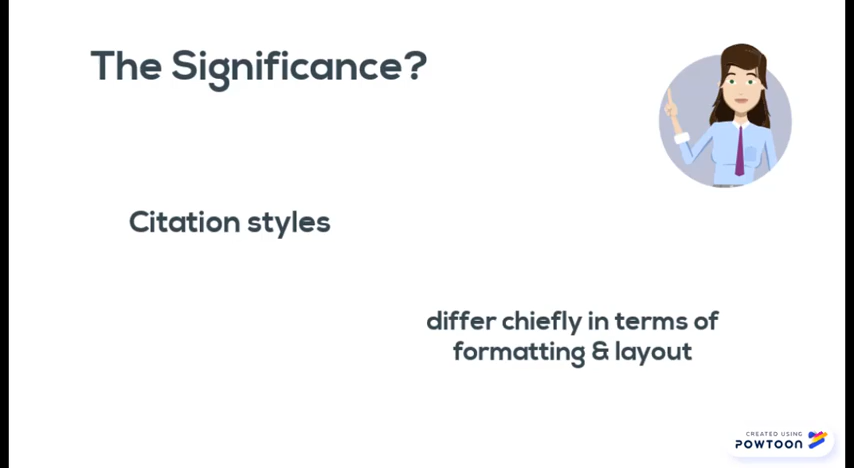 The Significance?
Citation styles
differ chiefly in terms of
formatting & layout
CREATED USING
POWTOON